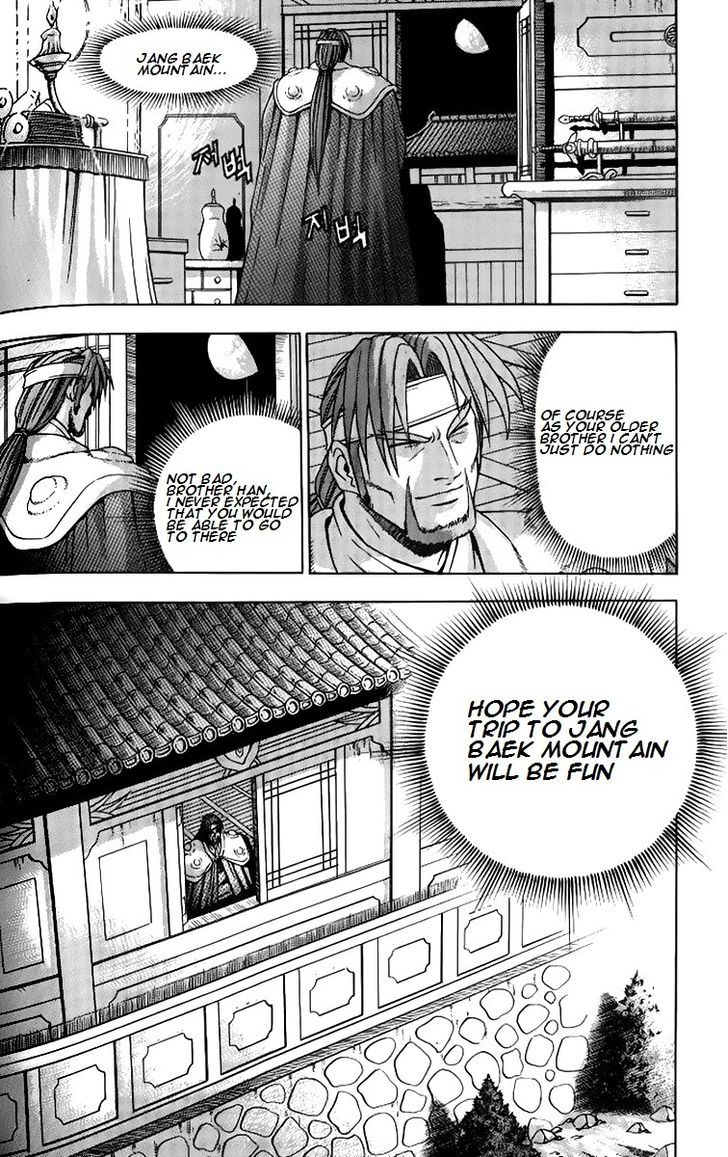 JANG BAEK
MOUNTAIN...
저벅
저벅
NOT BAD,
BROTHER HAN,
I NEVER EXPECTED
THAT YOU WOULD
BE ABLE TO GO
TO THERE
OF COURSE
AS YOUR OLDER
BROTHER I CAN'T
JUST DO NOTHING
HOPE YOUR
TRIP TO JANG
BAEK MOUNTAIN
WILL BE FUN